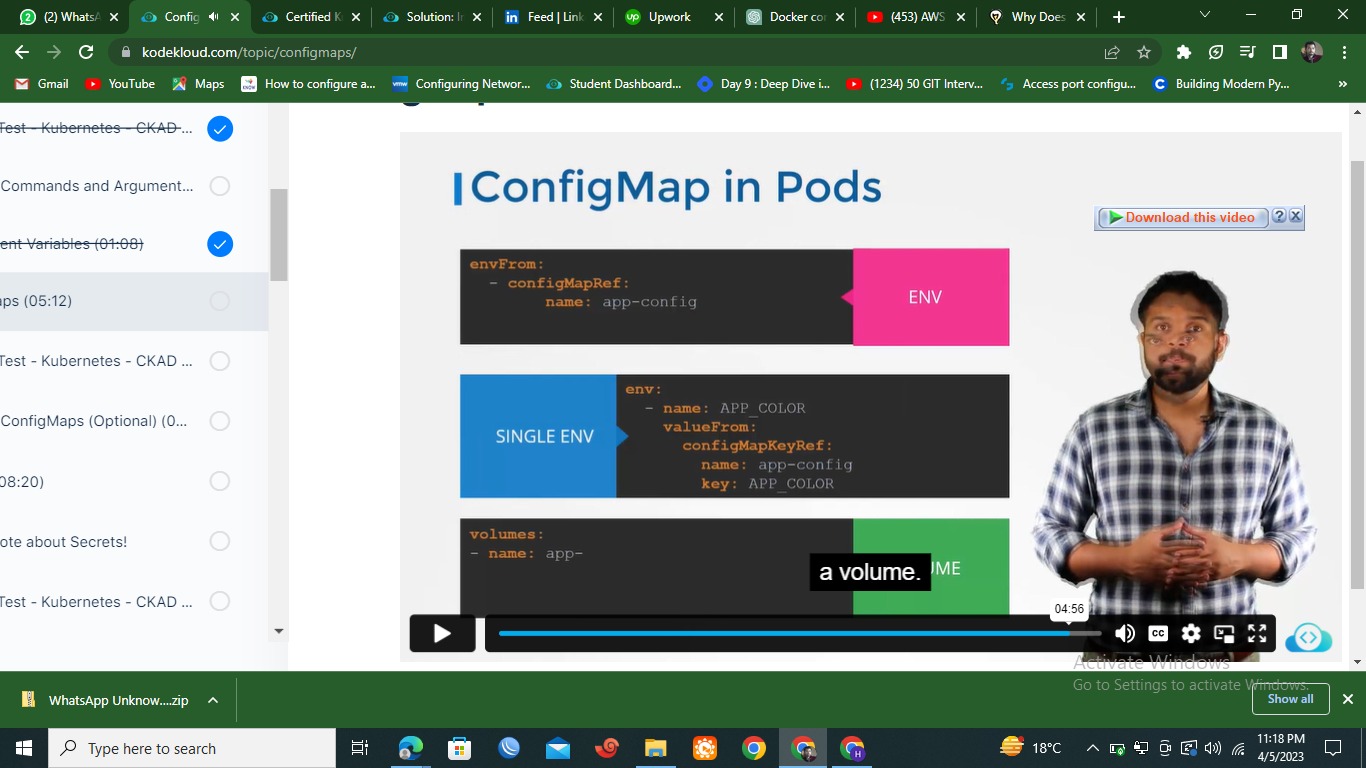 (2) WhatsA
Config
Certified K
Solution: I
Feed | Link
Upwork
Docker co
(453) AWS
Why Does
kodekloud.com/topic/configmaps/
Gmail
YouTube
Maps
How to configure a...
Configuring Networ...
Student Dashboard...
Day 9 : Deep Dive i...
(1234) 50 GIT Interv...
Access port configu...
Building Modern Py...
»
Test - Kubernetes - CKAD ...
Commands and Argument...
ent Variables (01:08)
aps (05:12)
Test - Kubernetes - CKAD ...
ConfigMaps (Optional) (0...
08:20)
ote about Secrets!
Test - Kubernetes - CKAD ...
ConfigMap in Pods
Download this video
envFrom:
- configMapRef:
name: app-config
ENV
SINGLE ENV
env:
- name: APP_COLOR
valueFrom:
configMapKeyRef:
name: app-config
key: APP_COLOR
volumes:
- name: app-
UME
a volume.
04:56
CC
Activate Windows
Go to Settings to activate Windows.
WhatsApp Unknow....zip
Show all
Type here to search
18°C
11:18 PM
4/5/2023